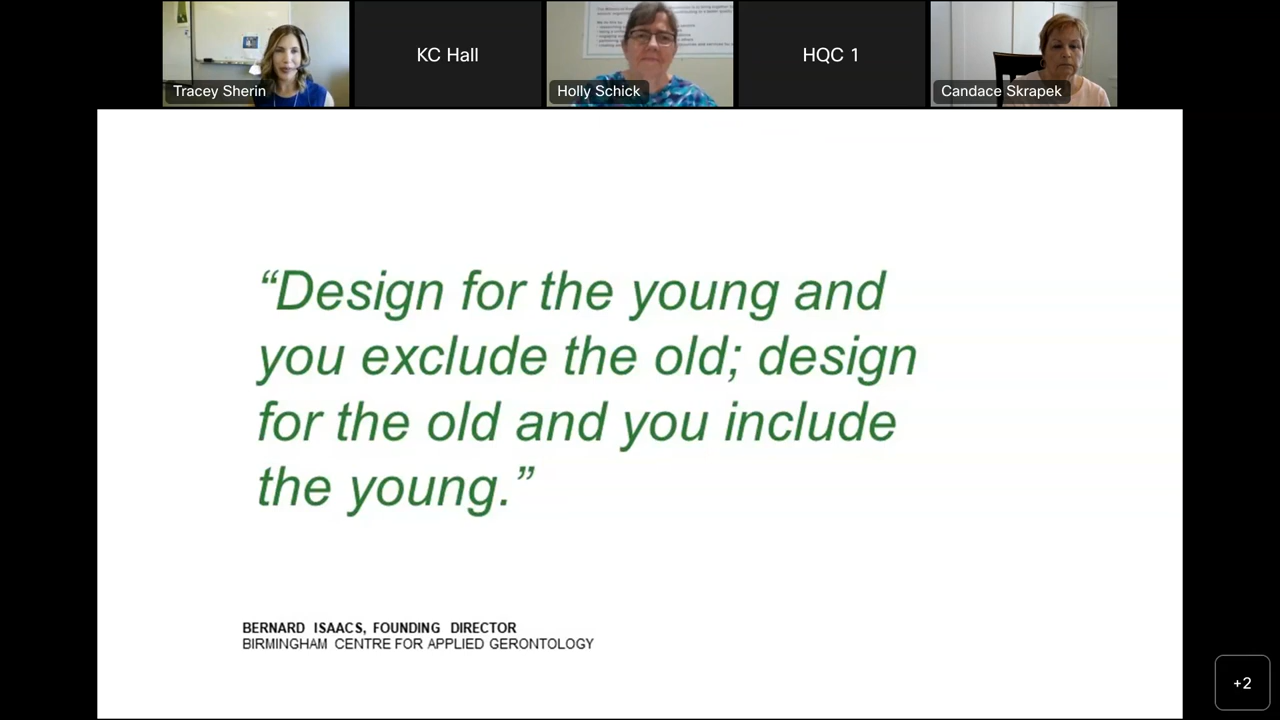 Tracey Sherin
KC Hall
Holly Schick
HQC 1
Candace Skrapek
“Design for the young and
you exclude the old; design
for the old and you include
the young.”
BERNARD ISAACS, FOUNDING DIRECTOR
BIRMINGHAM CENTRE FOR APPLIED GERONTOLOGY
+2